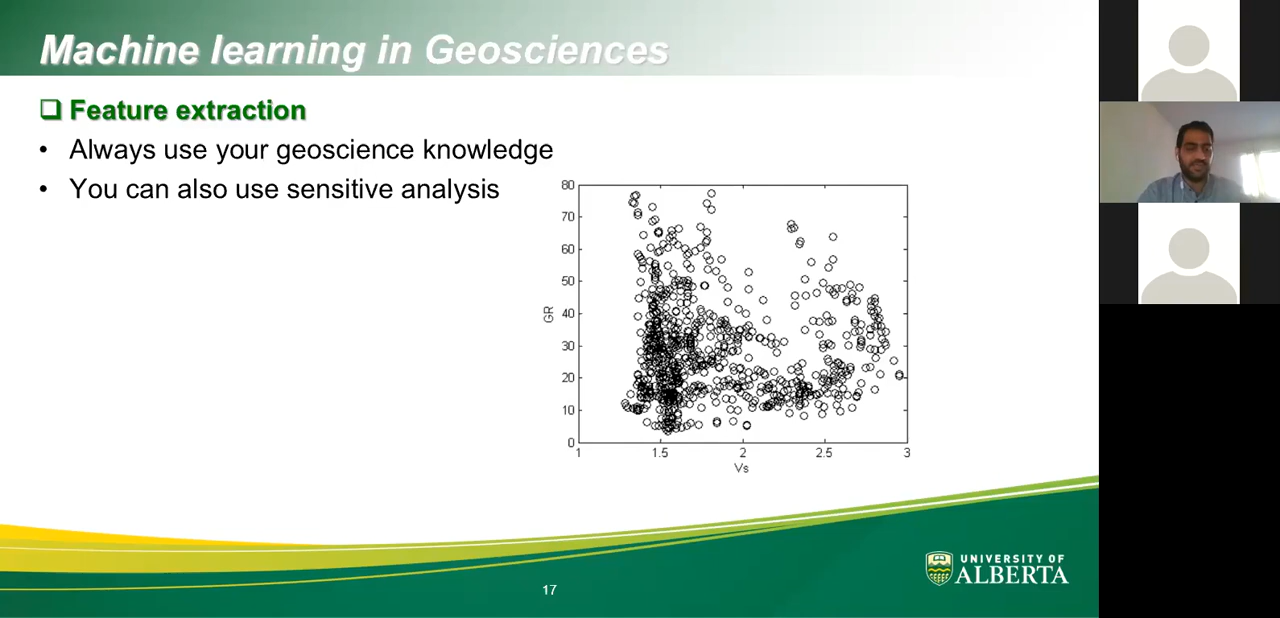 Machine learning in Geosciences
❑ Feature extraction
• Always use your geoscience knowledge
• You can also use sensitive analysis
80
70
60
50
40
30
20
10
0
GR
1 1.5 2 2.5 3
Vs
UNIVERSITY OF
ALBERTA
17